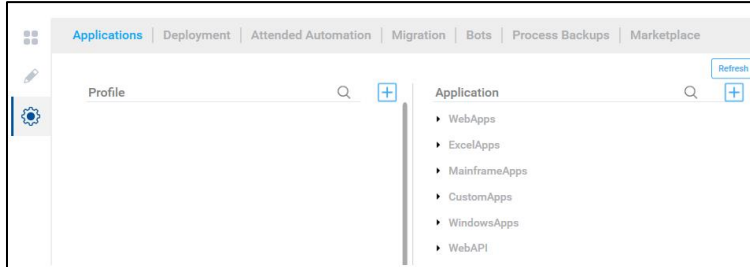 Applications | Deployment | Attended Automation | Migration | Bots | Process Backups | Marketplace
Refresh
Profile
Application
WebApps
ExcelApps
MainframeApps
CustomApps
WindowsApps
WebAPI